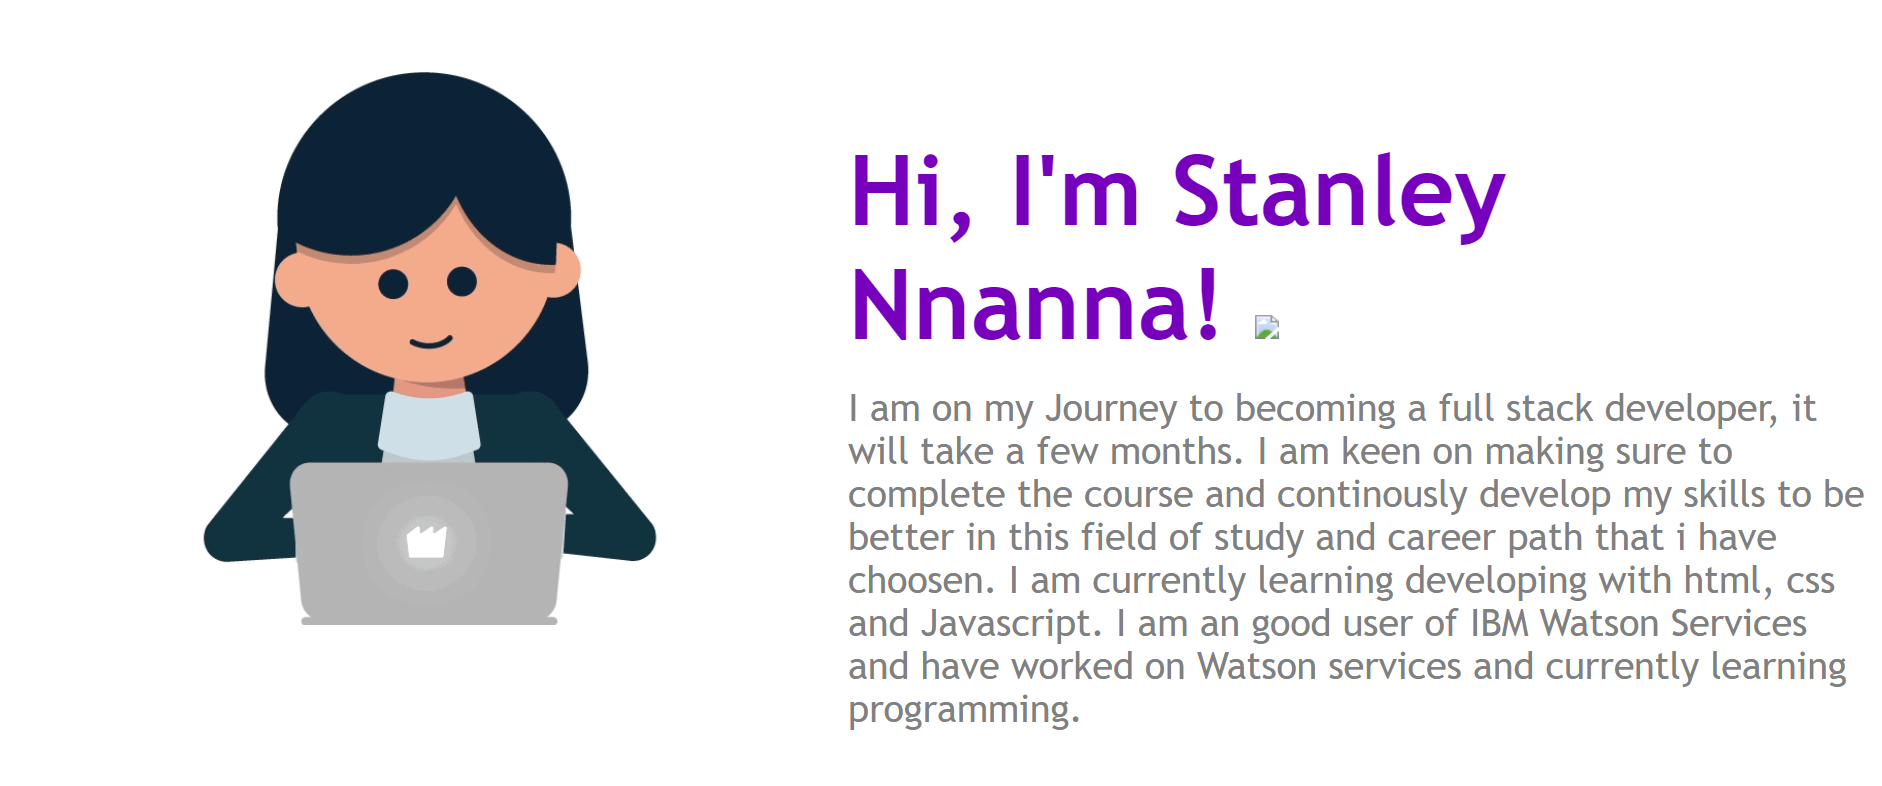 Hi, I'm Stanley
Nnanna!
I am on my Journey to becoming a full stack developer, it
will take a few months. I am keen on making sure to
complete the course and continously develop my skills to be
better in this field of study and career path that i have
choosen. I am currently learning developing with html, css
and Javascript. I am an good user of IBM Watson Services
and have worked on Watson services and currently learning
programming.